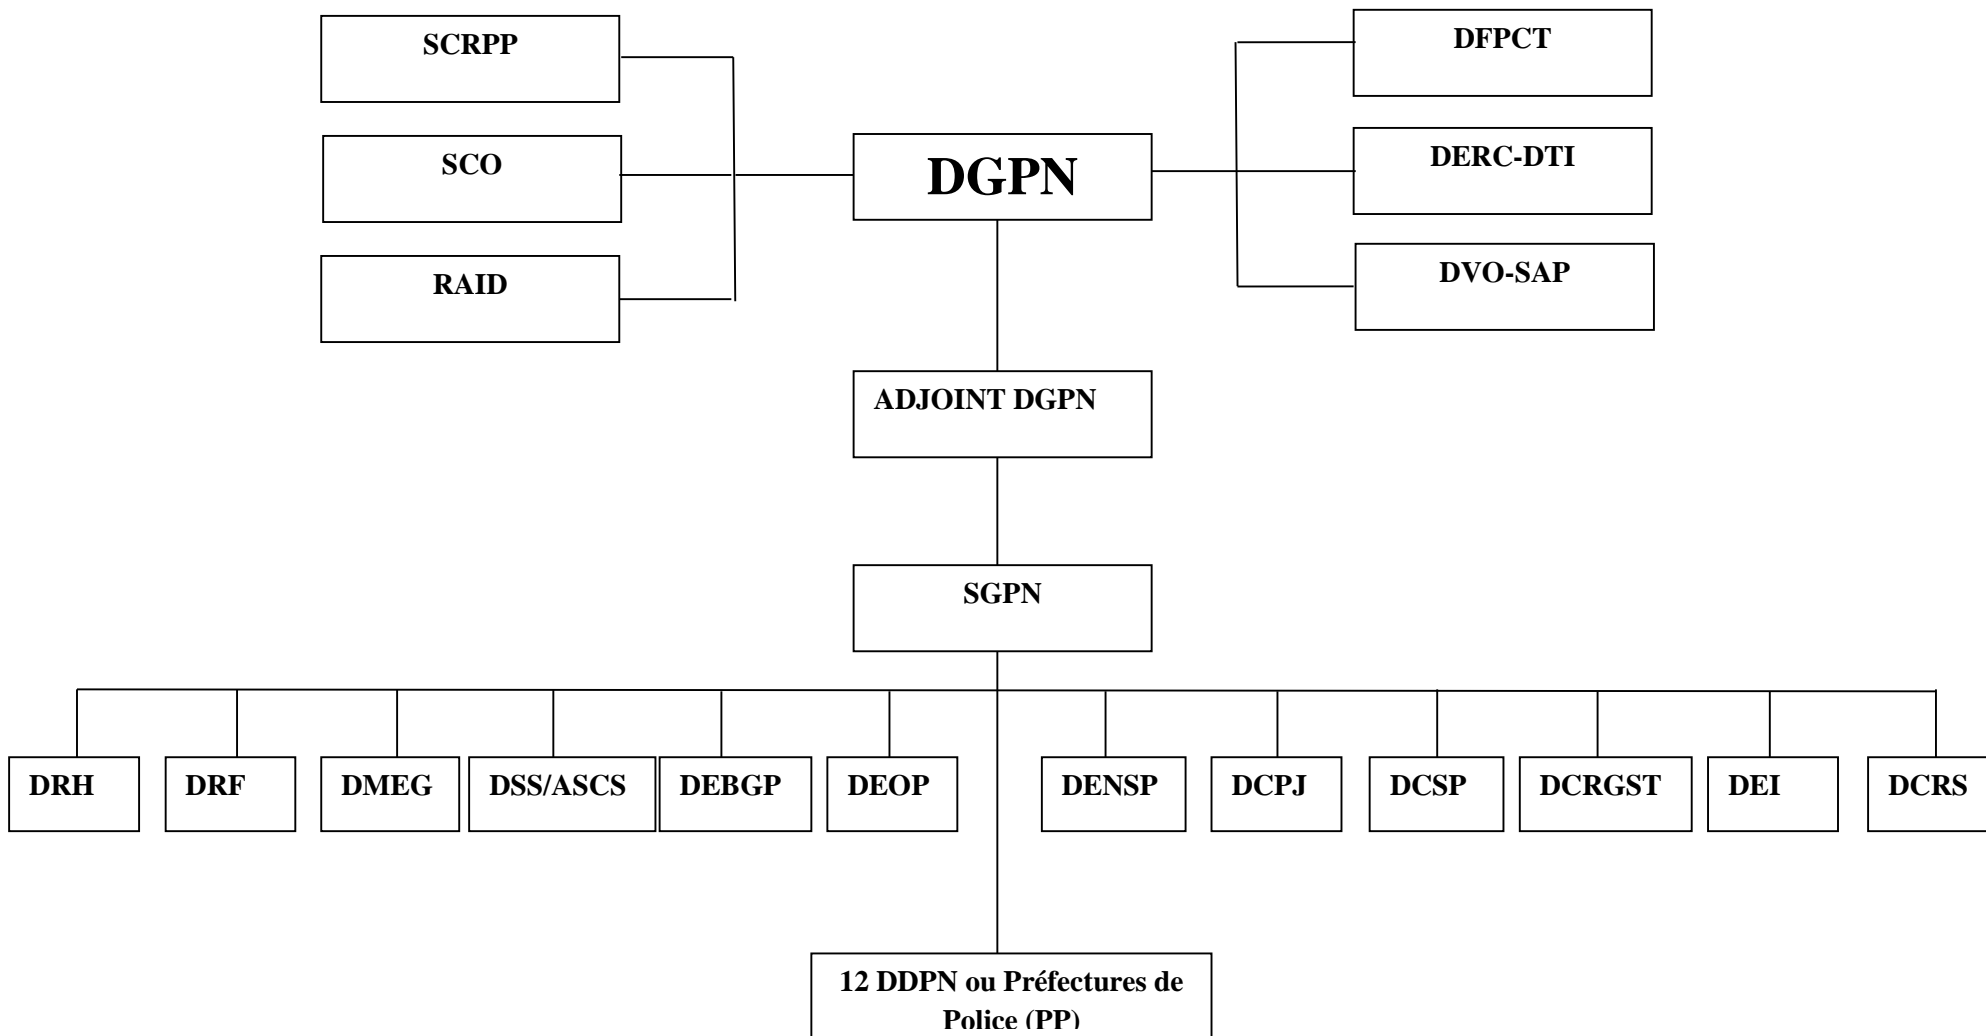 SCRPP
DFPCT
SCO
DGPN
DERC-DTI
RAID
DVO-SAP
ADJOINT DGPN
SGPN
DRH
DRF
DMEG
DSS/ASCS
DEBGP
DEOP
DENSP
DCPJ
DCSP
DCRGST
DEI
DCRS
12 DDPN ou Préfectures de
Police (PP)